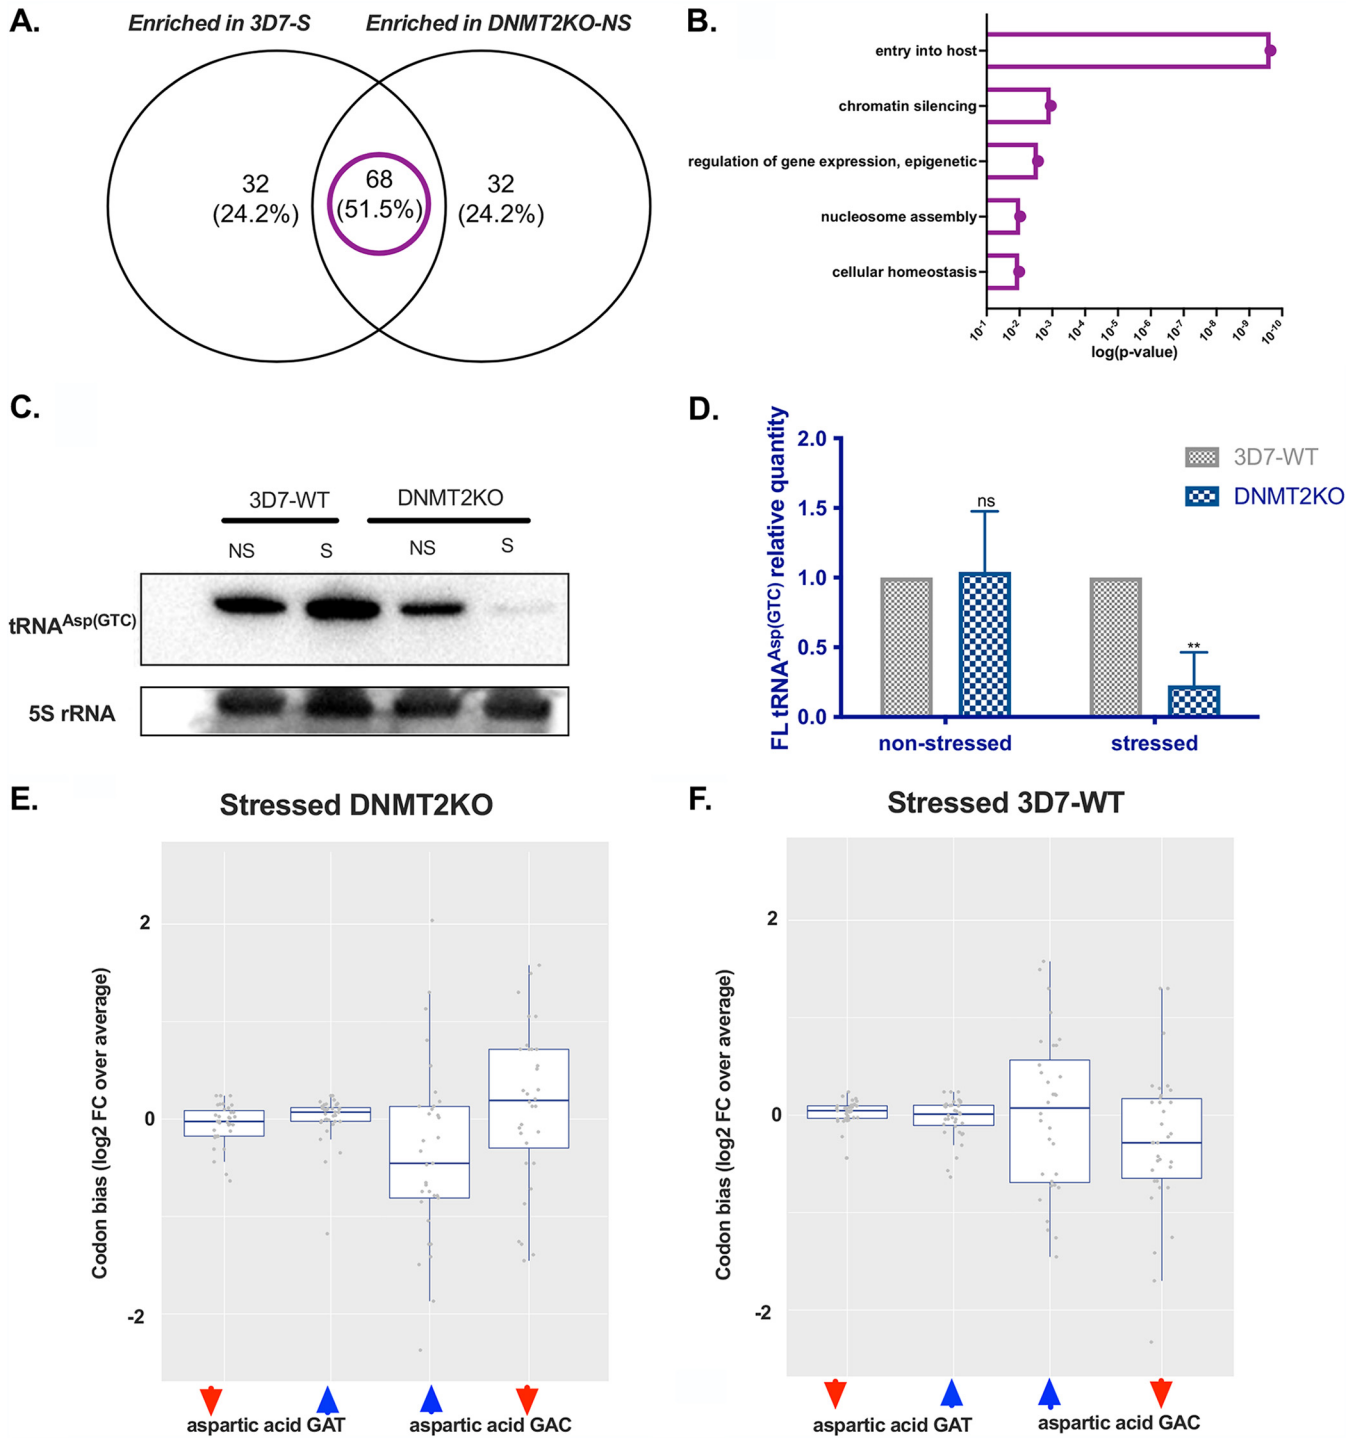 A.
Enriched in 3D7-S Enriched in DNMT2KO-NS
32
(24.2%)
68
(51.5%)
32
(24.2%)
B.
entry into host
chromatin silencing
regulation of gene expression, epigenetic
nucleosome assembly
cellular homeostasis
10-1 10-2 10-3 10-4 10-5 10-6 10-7 10-8 10-9 10-10
log(p-value)
C.
3D7-WT DNMT2KO
NS S NS S
tRNAAsp(GTC)
5S rRNA
D.
FL tRNAAsp(GTC) relative quantity
2.0
1.5
1.0
0.5
0.0
ns
**
3D7-WT
DNMT2KO
non-stressed stressed
E.
Stressed DNMT2KO
Codon bias (log2 FC over average)
2
0
-2
aspartic acid GAT aspartic acid GAC
F.
Stressed 3D7-WT
Codon bias (log2 FC over average)
2
0
-2
aspartic acid GAT aspartic acid GAC